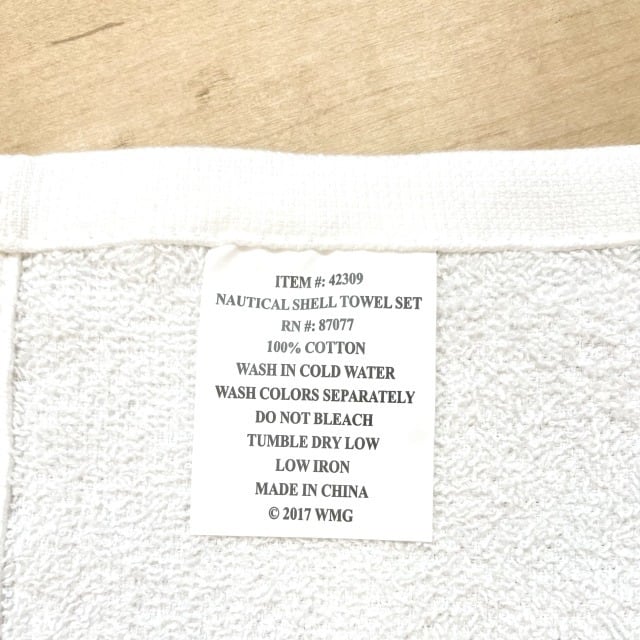 ITEM #: 42309
NAUTICAL SHELL TOWEL SET
RN #: 87077
100% COTTON
WASH IN COLD WATER
WASH COLORS SEPARATELY
DO NOT BLEACH
TUMBLE DRY LOW
LOW IRON
MADE IN CHINA
© 2017 WMG